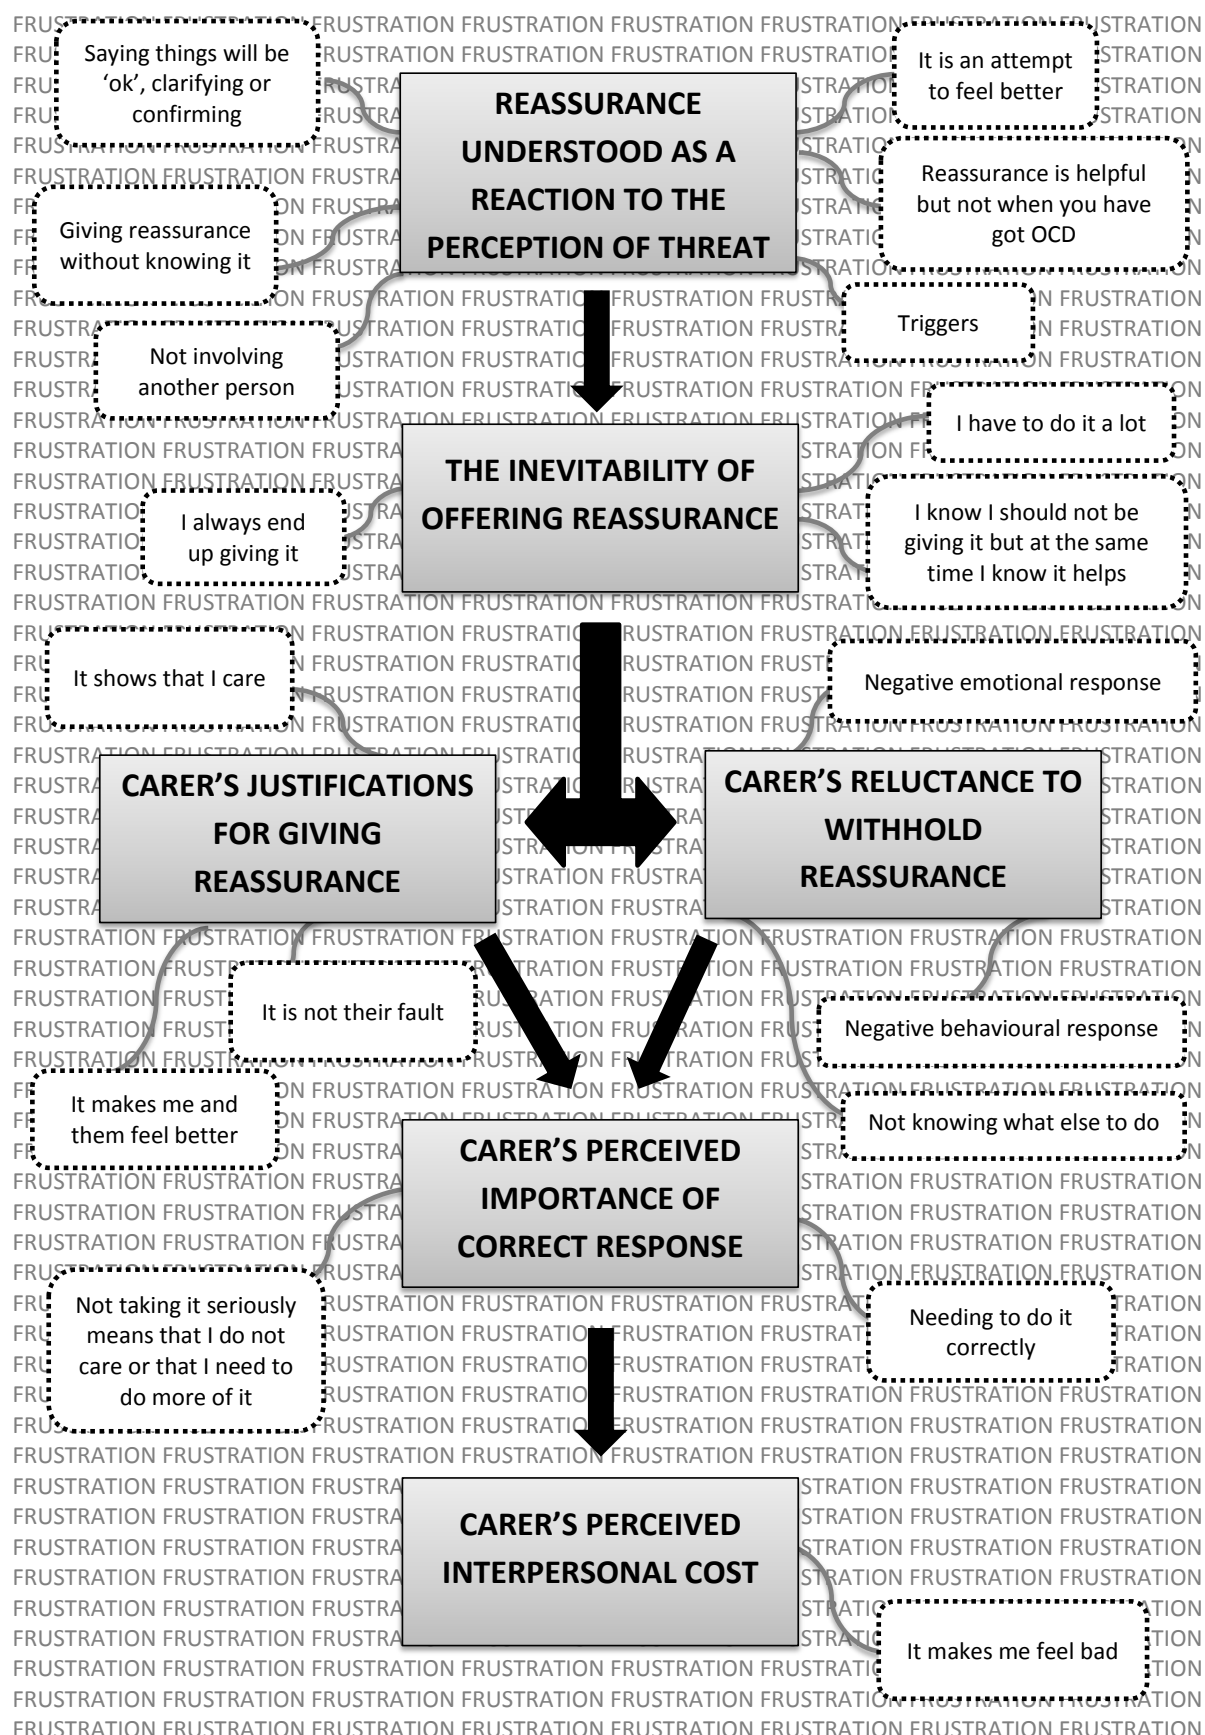 FRUSTRATION FRUSTRATION FRUSTRATION FRUSTRATION FRUSTRATION FRUSTRATION FRUSTRATION FRUSTRATION
Saying things will be
‘ok’, clarifying or
confirming
It is an attempt
to feel better
REASSURANCE
UNDERSTOOD AS A
REACTION TO THE
PERCEPTION OF THREAT
Reassurance is helpful
but not when you have
got OCD
Giving reassurance
without knowing it
Triggers
Not involving
another person
I have to do it a lot
THE INEVITABILITY OF
OFFERING REASSURANCE
I always end
up giving it
I know I should not be
giving it but at the same
time I know it helps
It shows that I care
Negative emotional response
CARER’S JUSTIFICATIONS
FOR GIVING
REASSURANCE
CARER’S RELUCTANCE TO
WITHHOLD
REASSURANCE
It is not their fault
Negative behavioural response
It makes me and
them feel better
Not knowing what else to do
CARER’S PERCEIVED
IMPORTANCE OF
CORRECT RESPONSE
Not taking it seriously
means that I do not
care or that I need to
do more of it
Needing to do it
correctly
CARER’S PERCEIVED
INTERPERSONAL COST
It makes me feel bad